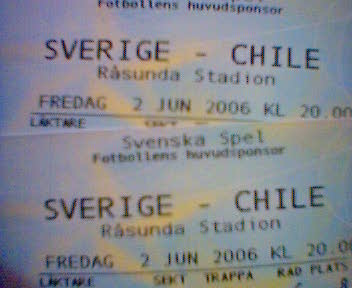 Fotbollens huvudsponsor
SVERIGE - CHILE
Råsunda Stadion
FREDAG 2 JUN 2006 KL 20.00
LÄKTARE
Svenska Spel
Fotbollens huvudsponsor
SVERIGE - CHILE
Råsunda Stadion
FREDAG 2 JUN 2006 KL 20.00
SEKT TRAPPA RAD PLATS